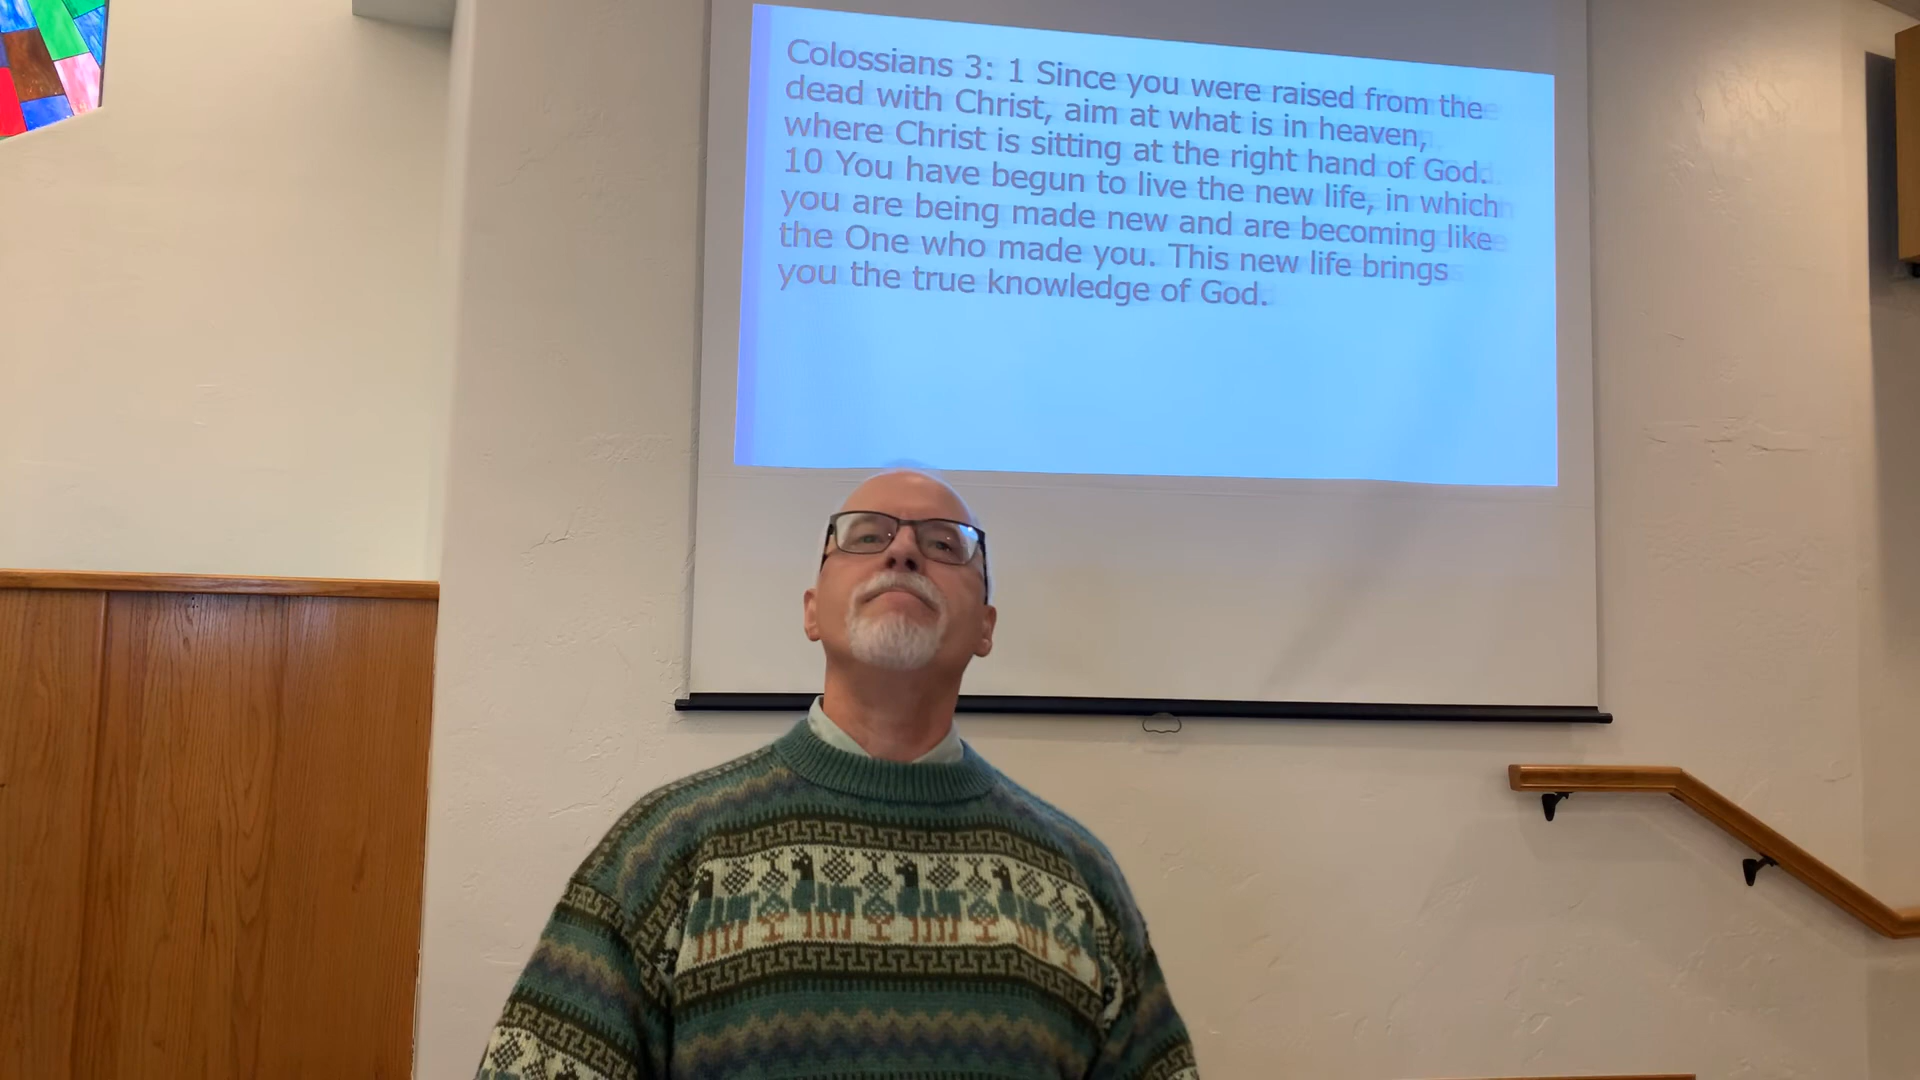 Colossians 3: 1 Since you were raised from the
dead with Christ, aim at what is in heaven,
where Christ is sitting at the right hand of God.
10 You have begun to live the new life, in which
you are being made new and are becoming like
the One who made you. This new life brings
you the true knowledge of God.